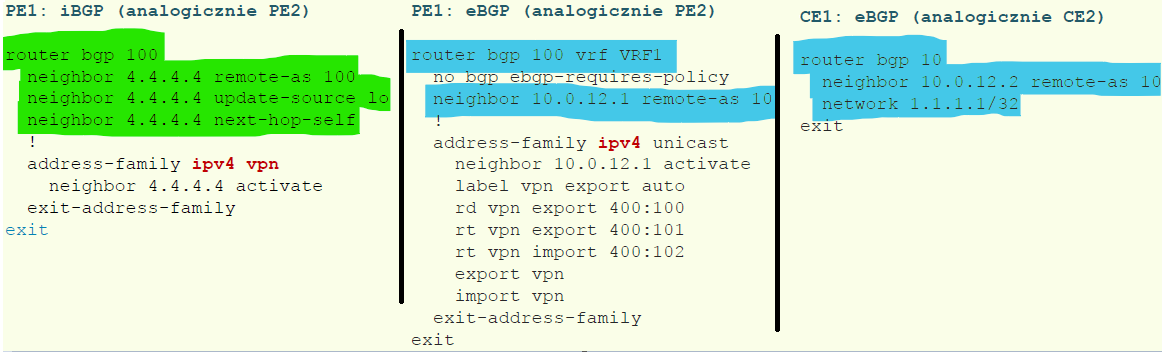 PE1: iBGP (analogicznie PE2)
router bgp 100
neighbor 4.4.4.4 remote-as 100
neighbor 4.4.4.4 update-source lo
neighbor 4.4.4.4 next-hop-self
!
address-family ipv4 vpn
neighbor 4.4.4.4 activate
exit-address-family
exit
PE1: eBGP (analogicznie PE2)
router bgp 100 vrf VRF1
no bgp ebgp-requires-policy
neighbor 10.0.12.1 remote-as 10
!
address-family ipv4 unicast
neighbor 10.0.12.1 activate
label vpn export auto
rd vpn export 400:100
rt vpn export 400:101
rt vpn import 400:102
export vpn
import vpn
exit-address-family
exit
CE1: eBGP (analogicznie CE2)
router bgp 10
neighbor 10.0.12.2 remote-as 10
network 1.1.1.1/32
exit